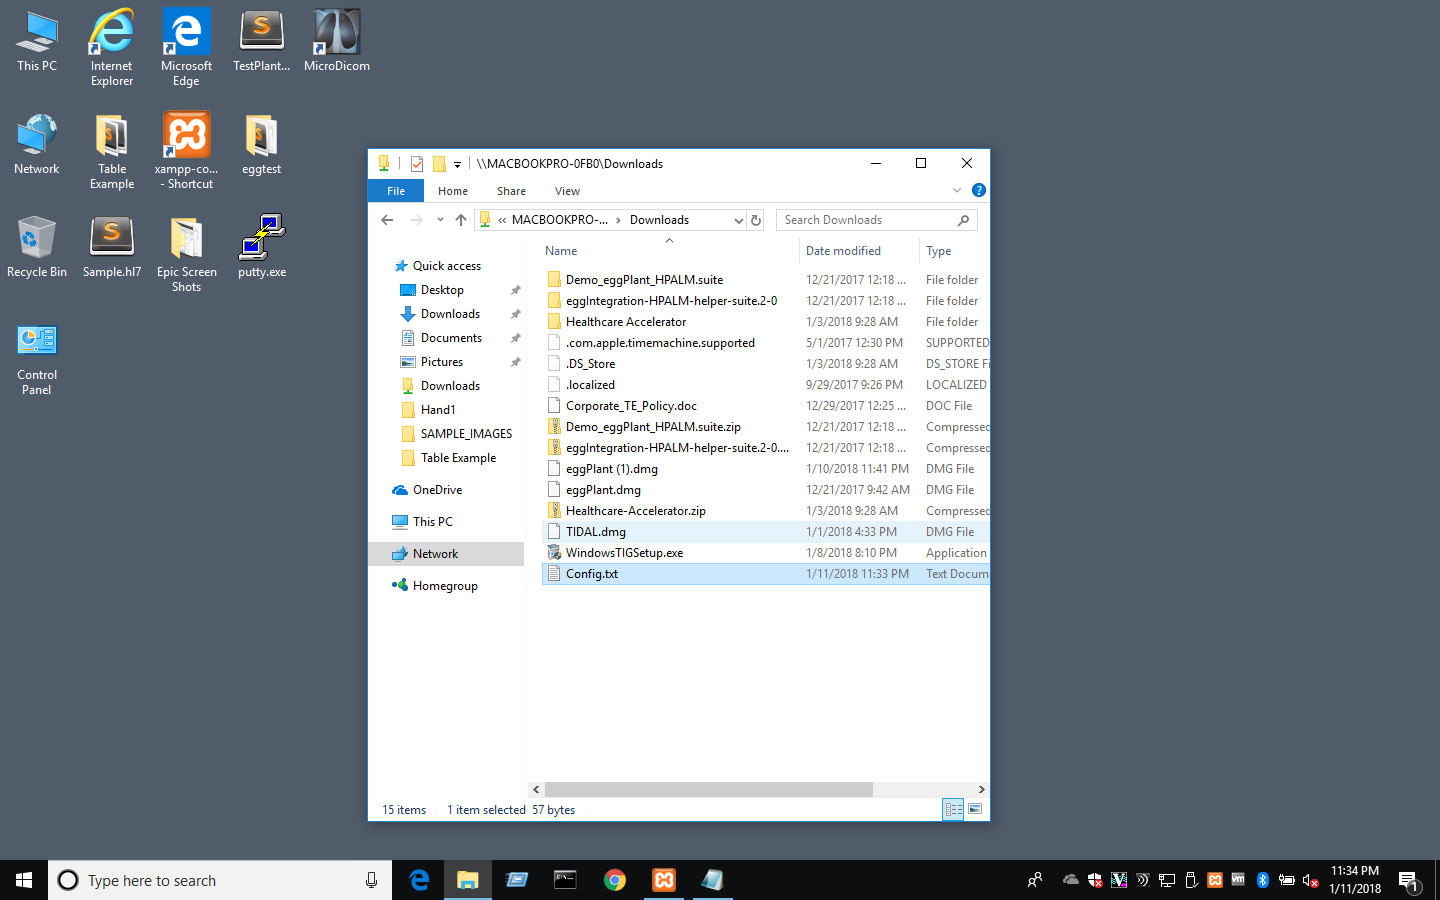 This PC
Internet
Explorer
Microsoft
Edge
TestPlant...
MicroDicom
Network
Table
Example
xampp-co...
- Shortcut
eggtest
Recycle Bin
Sample.hl7
Epic Screen
Shots
putty.exe
Control
Panel
\\MACBOOKPRO-0FB0\Downloads
File
Home
Share
View
« MACBOOKPRO-... › Downloads
Search Downloads
Name
Date modified
Type
Quick access
Desktop
Downloads
Documents
Pictures
Downloads
Hand1
SAMPLE_IMAGES
Table Example
OneDrive
This PC
Network
Homegroup
Demo_eggPlant_HPALM.suite 12/21/2017 12:18 ... File folder
eggIntegration-HPALM-helper-suite.2-0 12/21/2017 12:18 ... File folder
Healthcare Accelerator 1/3/2018 9:28 AM File folder
.com.apple.timemachine.supported 5/1/2017 12:30 PM SUPPORTED
.DS_Store 1/3/2018 9:28 AM DS_STORE Fi
.localized 9/29/2017 9:26 PM LOCALIZED
Corporate_TE_Policy.doc 12/29/2017 12:25 ... DOC File
Demo_eggPlant_HPALM.suite.zip 12/21/2017 12:18 ... Compressed
eggIntegration-HPALM-helper-suite.2-0.... 12/21/2017 12:18 ... Compressed
eggPlant (1).dmg 1/10/2018 11:41 PM DMG File
eggPlant.dmg 12/21/2017 9:42 AM DMG File
Healthcare-Accelerator.zip 1/3/2018 9:28 AM Compressed
TIDAL.dmg 1/1/2018 4:33 PM DMG File
WindowsTIGSetup.exe 1/8/2018 8:10 PM Application
Config.txt 1/11/2018 11:33 PM Text Docum
15 items
1 item selected 57 bytes
Type here to search
11:34 PM
1/11/2018
1